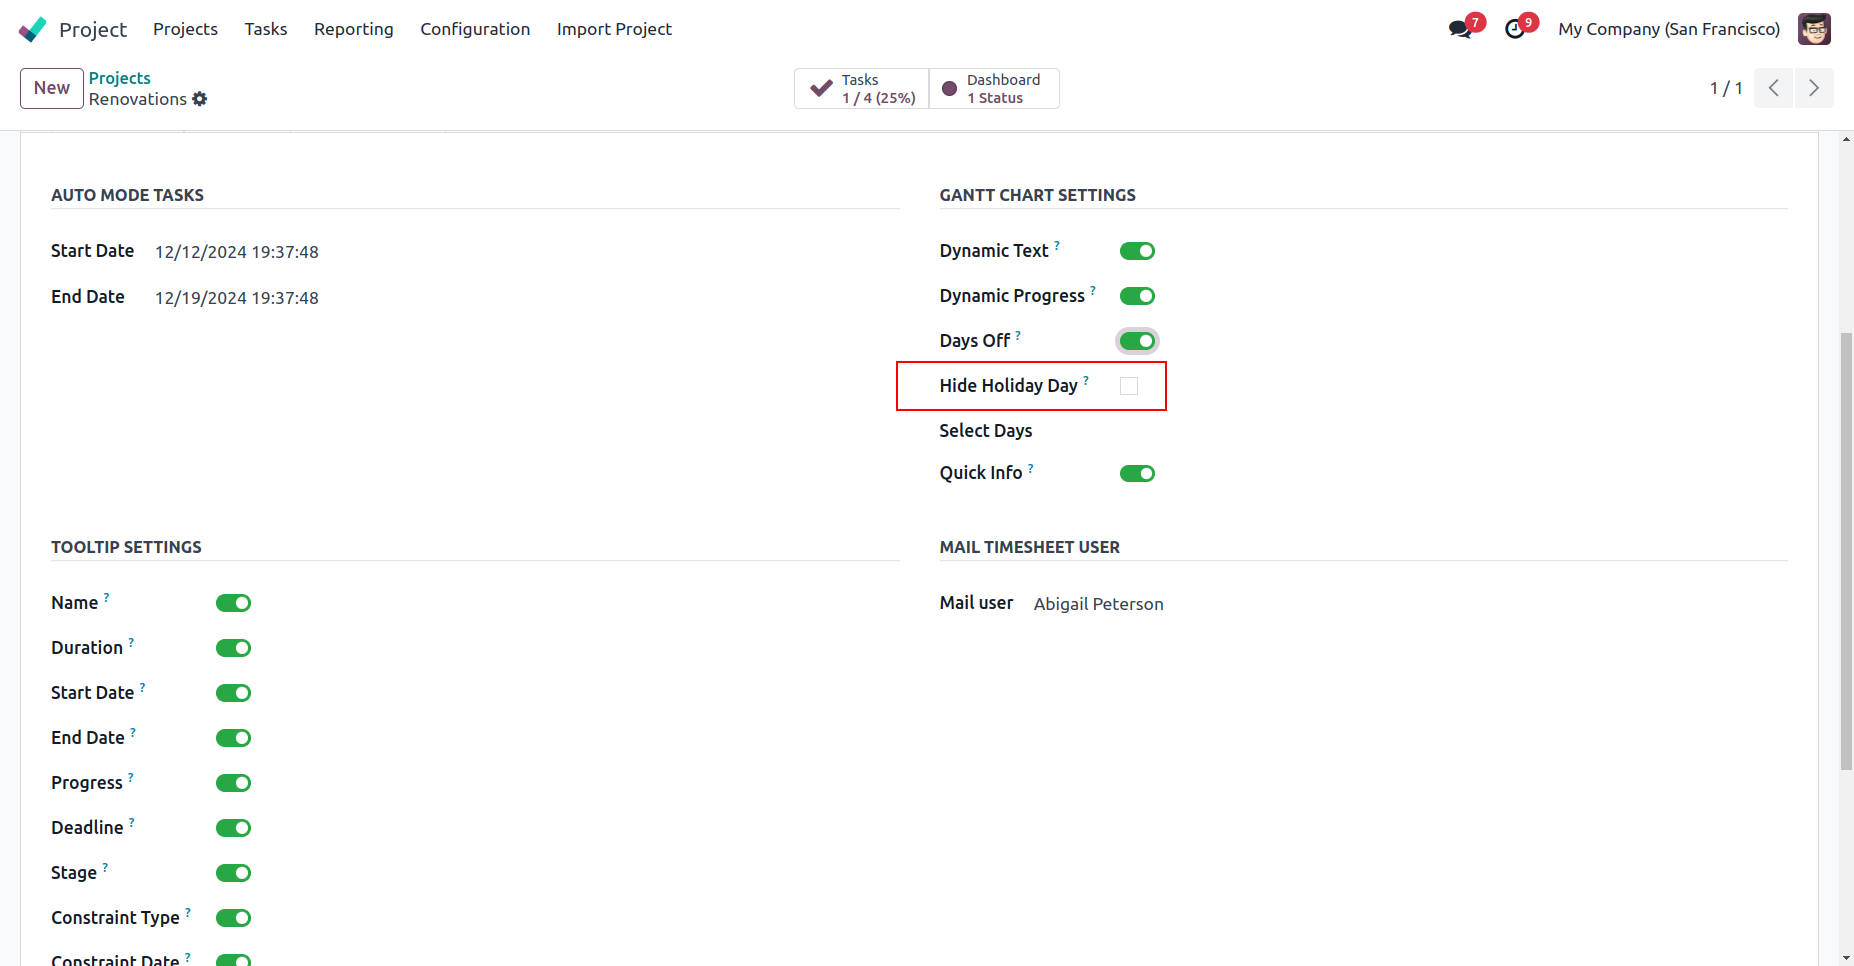 Project Projects Tasks Reporting Configuration Import Project 7 9 My Company (San Francisco)
New Projects
Renovations
Tasks
1 / 4 (25%)
Dashboard
1 Status
1 / 1
AUTO MODE TASKS
Start Date 12/12/2024 19:37:48
End Date 12/19/2024 19:37:48
GANTT CHART SETTINGS
Dynamic Text ?
Dynamic Progress ?
Days Off ?
Hide Holiday Day ?
Select Days
Quick Info ?
TOOLTIP SETTINGS
Name ?
Duration ?
Start Date ?
End Date ?
Progress ?
Deadline ?
Stage ?
Constraint Type ?
Constraint Date ?
MAIL TIMESHEET USER
Mail user Abigail Peterson